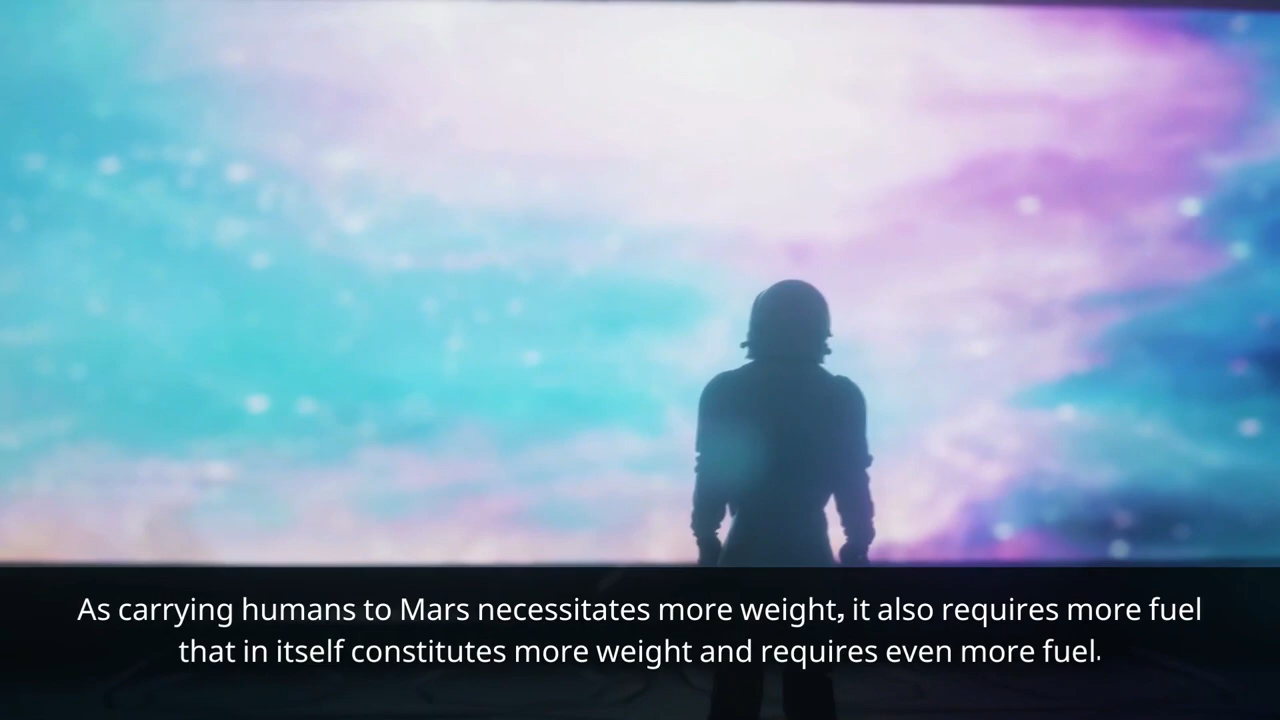 As carrying humans to Mars necessitates more weight, it also requires more fuel
that in itself constitutes more weight and requires even more fuel.